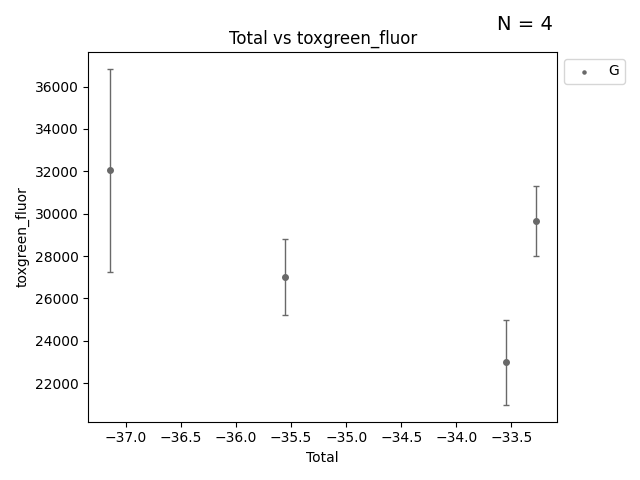 N = 4
Total vs toxgreen_fluor
G
36000
34000
32000
30000
28000
26000
24000
22000
toxgreen_fluor
−37.0 −36.5 −36.0 −35.5 −35.0 −34.5 −34.0 −33.5
Total